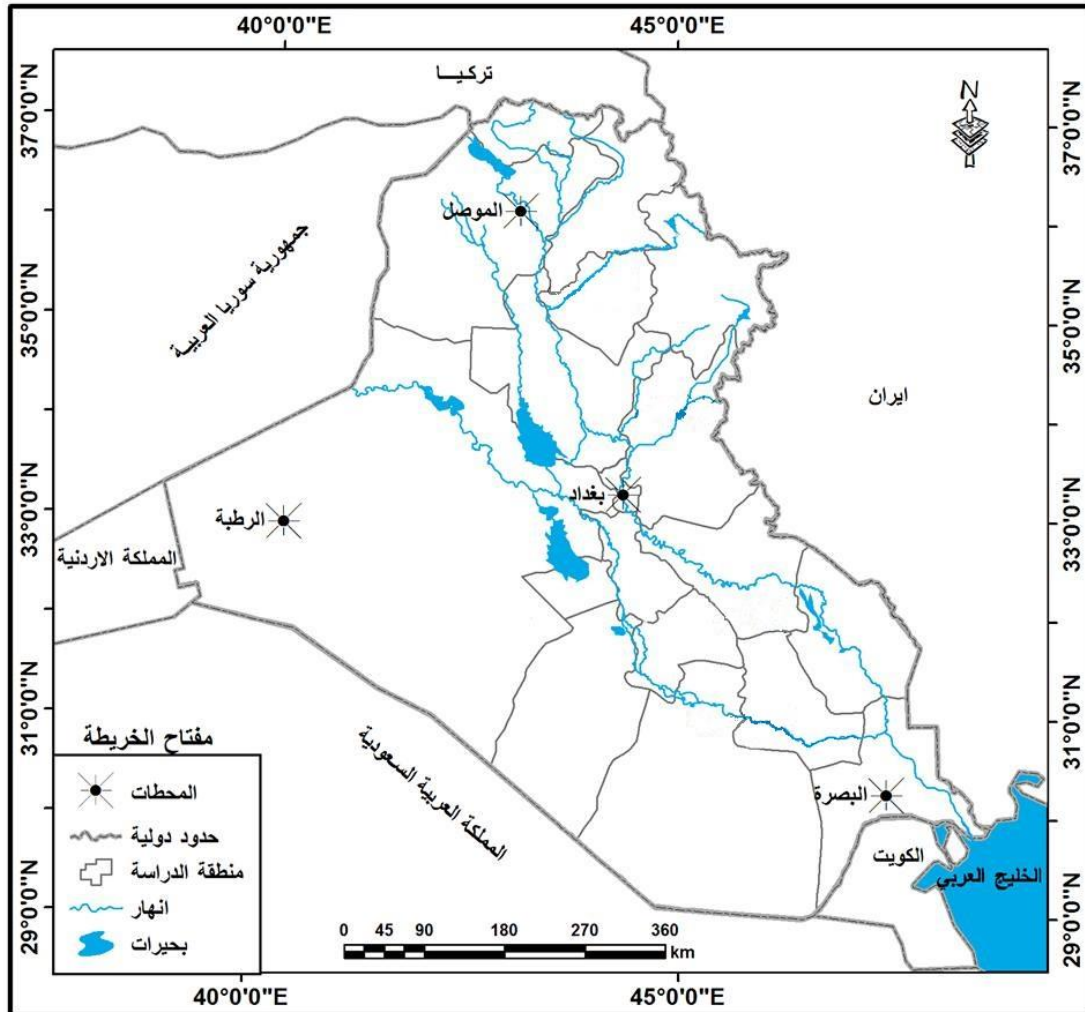 40°0'0"E
45°0'0"E
37°0'0"N
35°0'0"N
33°0'0"N
31°0'0"N
29°0'0"N
37°0'0"N
35°0'0"N
33°0'0"N
31°0'0"N
29°0'0"N
N
تركيـــا
الموصل
جمهورية سوريا العربيـة
ايران
بغداد
الرطبة
المملكة الاردنية
المملكة العربية السعودية
البصرة
الكويت
الخليج العربي
مفتاح الخريطة
المحطات
حدود دولية
منطقة الدراسة
انهار
بحيرات
0 45 90 180 270 360
km
40°0'0"E
45°0'0"E